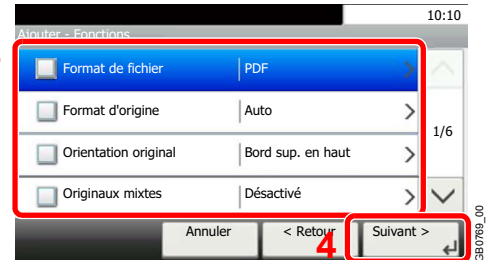 10:10
Ajouter - Fonctions
Format de fichier PDF
Format d'origine Auto
1/6
Orientation original Bord sup. en haut
Originaux mixtes Désactivé
Annuler < Retour Suivant >
4
GB0769_00